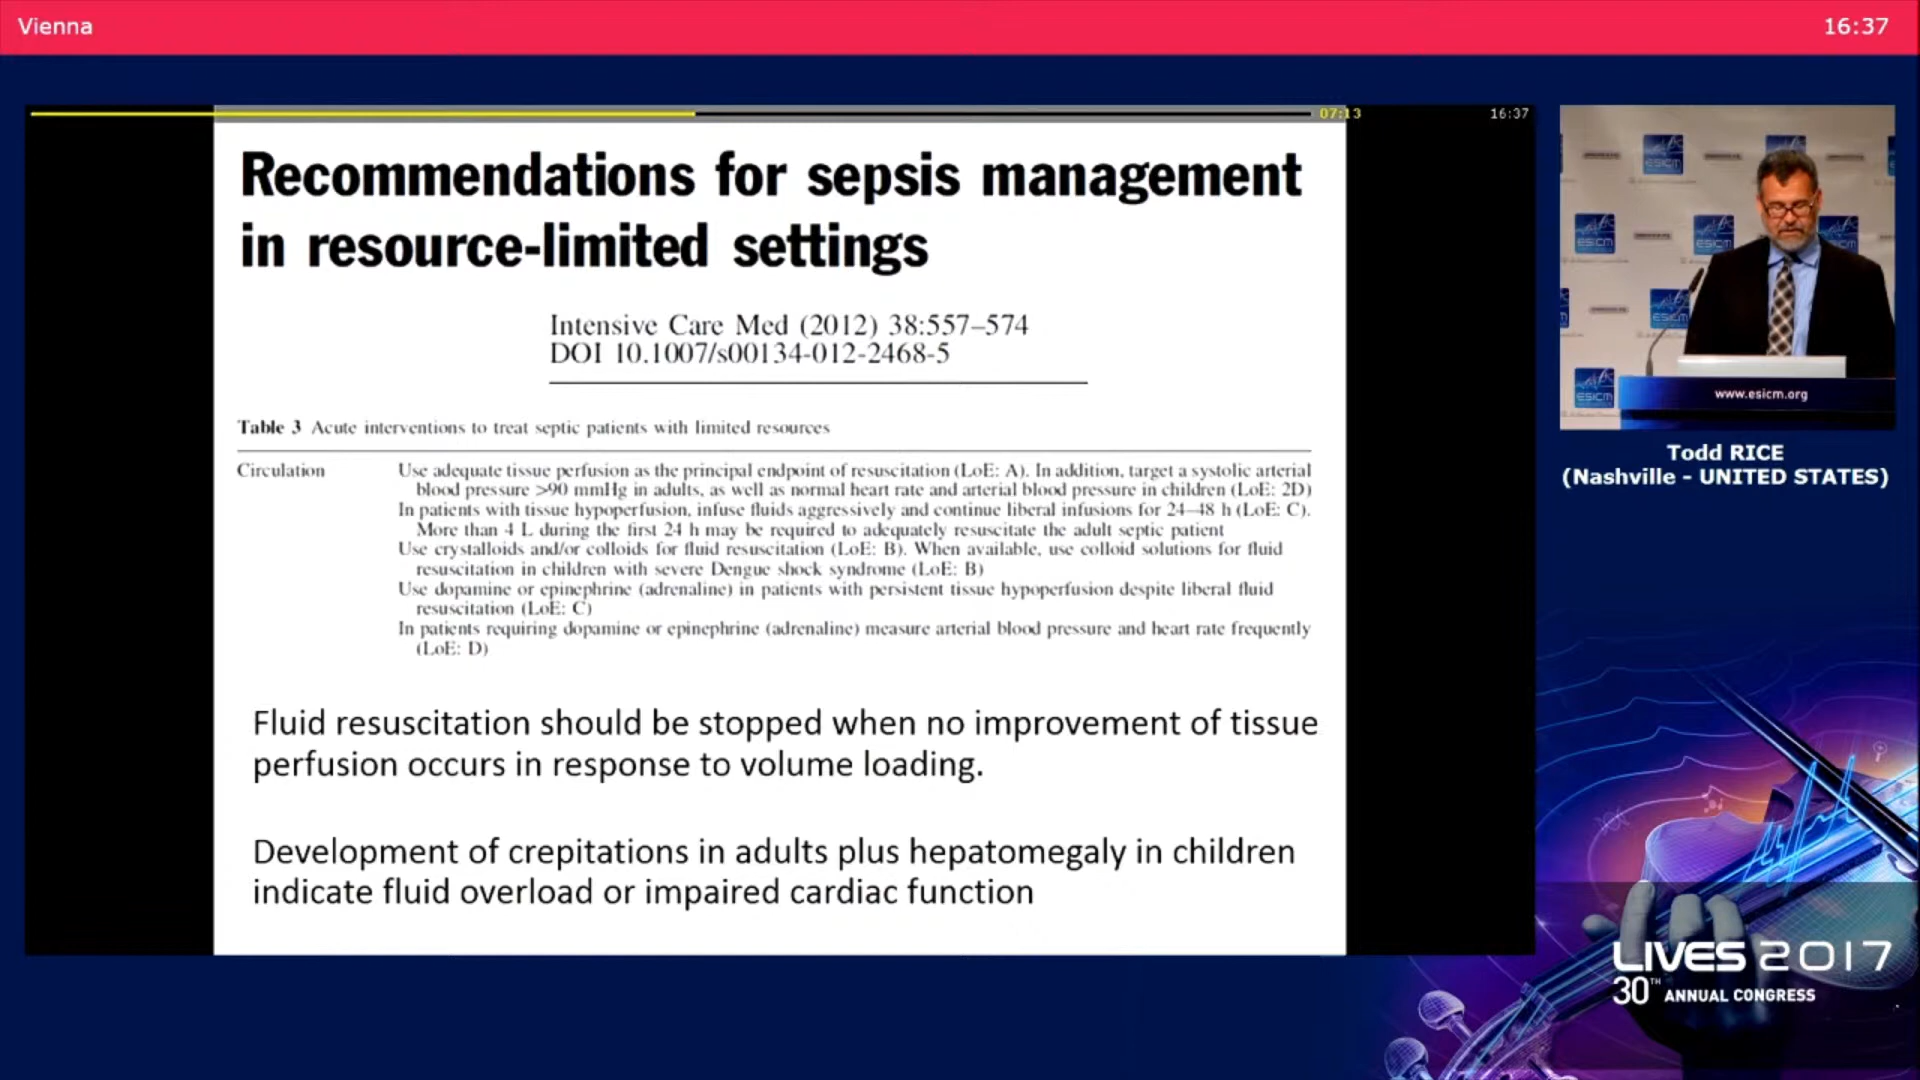 Vienna
16:37
07:13
16:37
Recommendations for sepsis management
in resource-limited settings
Intensive Care Med (2012) 38:557–574
DOI 10.1007/s00134-012-2468-5
Table 3 Acute interventions to treat septic patients with limited resources
Circulation
Use adequate tissue perfusion as the principal endpoint of resuscitation (LoE: A). In addition, target a systolic arterial
blood pressure >90 mmHg in adults, as well as normal heart rate and arterial blood pressure in children (LoE: 2D)
In patients with tissue hypoperfusion, infuse fluids aggressively and continue liberal infusions for 24–48 h (LoE: C).
More than 4 L during the first 24 h may be required to adequately resuscitate the adult septic patient
Use crystalloids and/or colloids for fluid resuscitation (LoE: B). When available, use colloid solutions for fluid
resuscitation in children with severe Dengue shock syndrome (LoE: B)
Use dopamine or epinephrine (adrenaline) in patients with persistent tissue hypoperfusion despite liberal fluid
resuscitation (LoE: C)
In patients requiring dopamine or epinephrine (adrenaline) measure arterial blood pressure and heart rate frequently
(LoE: D)
Fluid resuscitation should be stopped when no improvement of tissue
perfusion occurs in response to volume loading.
Development of crepitations in adults plus hepatomegaly in children
indicate fluid overload or impaired cardiac function
ESICM
ESICM
ESICM
ESICM
ESICM
ESICM
www.esicm.org
Todd RICE
(Nashville - UNITED STATES)
LIVES 2017
30TH ANNUAL CONGRESS